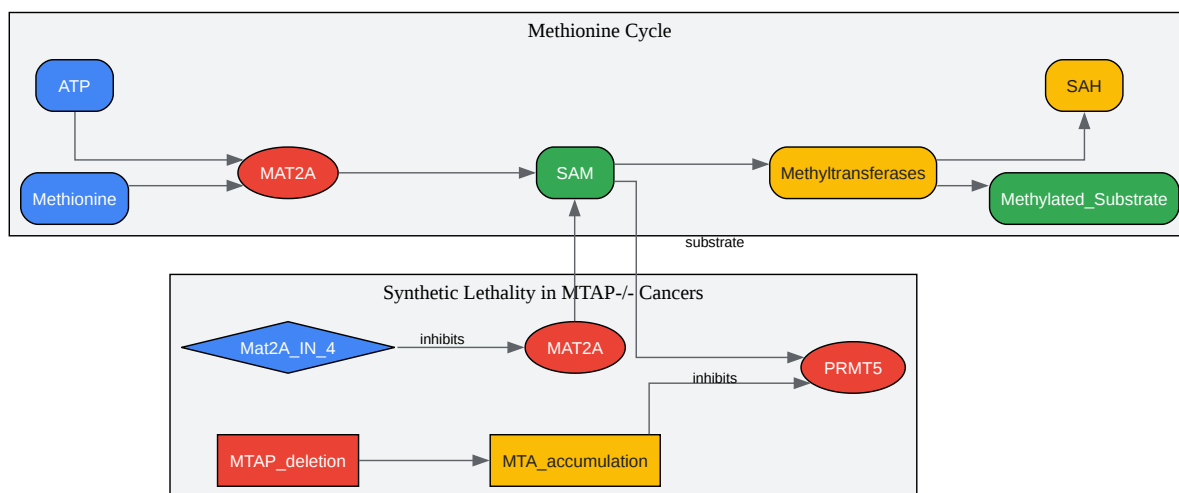 Methionine Cycle
ATP
SAH
MAT2A
SAM
Methyltransferases
Methionine
Methylated_Substrate
substrate
Synthetic Lethality in MTAP-/- Cancers
Mat2A_IN_4
inhibits
MAT2A
PRMT5
inhibits
MTAP_deletion
MTA_accumulation